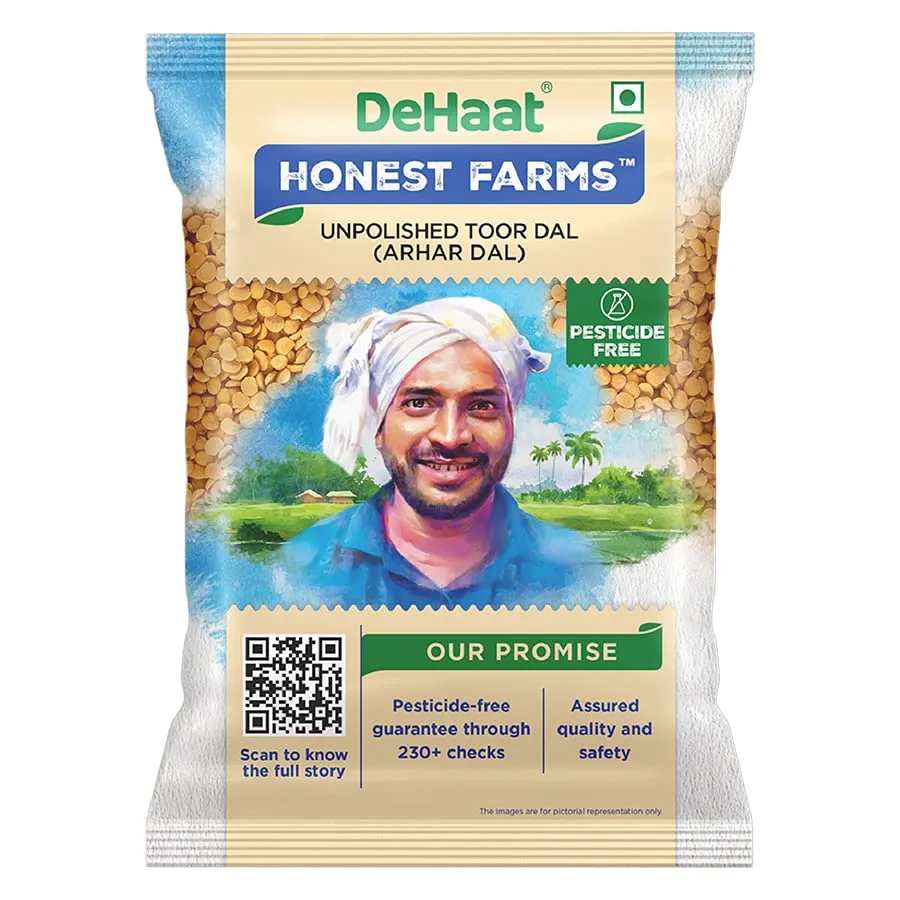 DeHaat®
HONEST FARMS™
UNPOLISHED TOOR DAL
(ARHAR DAL)
PESTICIDE
FREE
OUR PROMISE
Pesticide-free
guarantee through
230+ checks
Assured
quality and
safety
Scan to know
the full story
The images are for pictorial representation only.